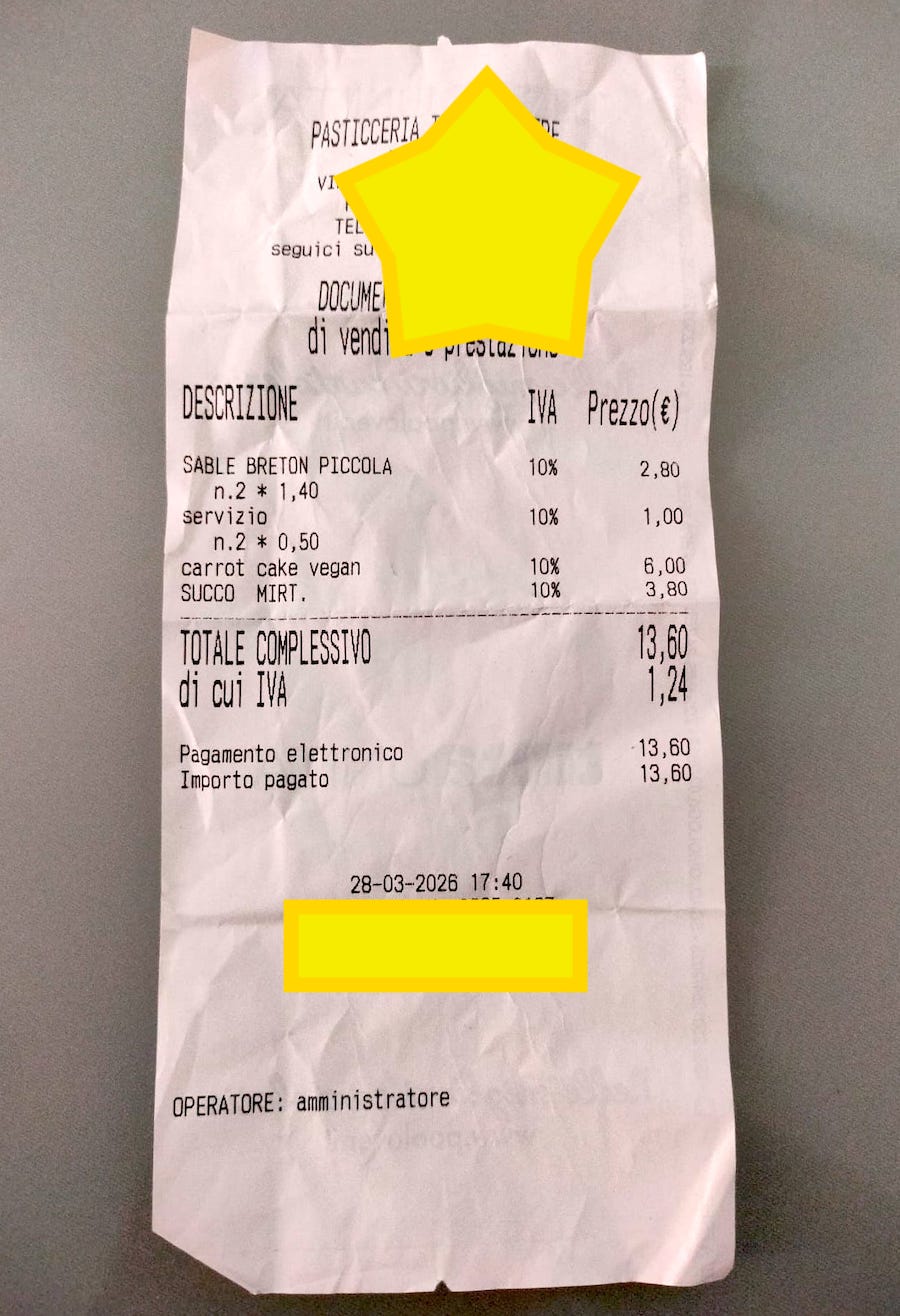 PASTICCERIA
TEL
seguici su
di vendita o prestazione
DESCRIZIONE IVA Prezzo(€)
SABLE BRETON PICCOLA 10% 2,80
n.2 * 1,40
servizio 10% 1,00
n.2 * 0,50
carrot cake vegan 10% 6,00
SUCCO MIRT. 10% 3,80
TOTALE COMPLESSIVO 13,60
di cui IVA 1,24
Pagamento elettronico 13,60
Importo pagato 13,60
28-03-2026 17:40
OPERATORE: amministratore